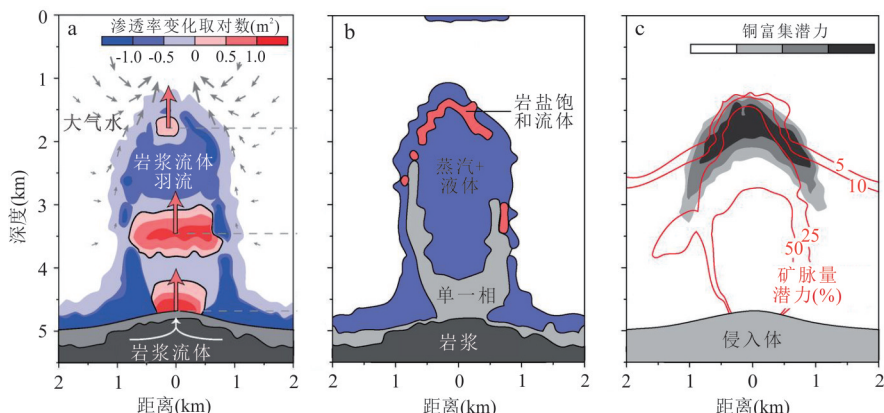 a
渗透率变化取对数(m²)
-1.0 -0.5 0 0.5 1.0
大气水
岩浆流体
羽流
岩浆流体
0
1
2
3
4
5
深度(km)
2 1 0 1 2
距离(km)
b
岩盐饱
和流体
蒸汽+
液体
单一相
岩浆
2 1 0 1 2
距离(km)
c
铜富集潜力
5
10
25
50
矿脉量
潜力(%)
侵入体
2 1 0 1 2
距离(km)